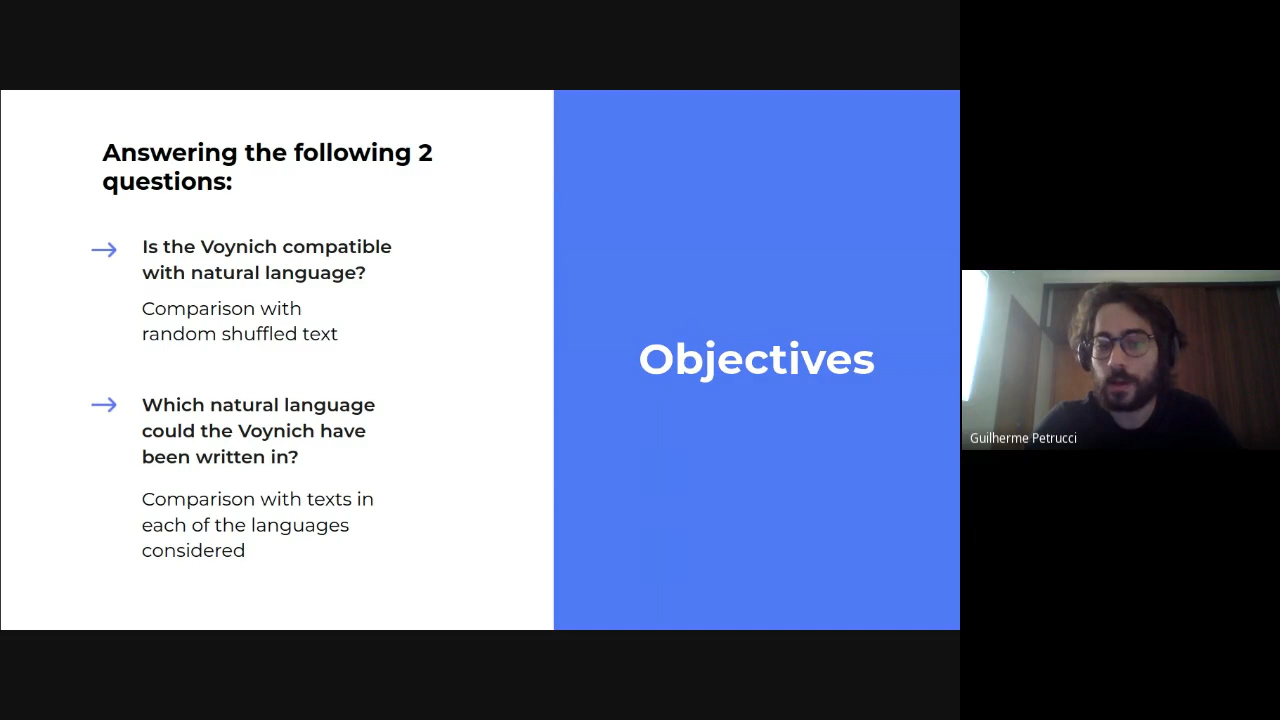 Answering the following 2
questions:
Is the Voynich compatible
with natural language?
Comparison with
random shuffled text
Which natural language
could the Voynich have
been written in?
Comparison with texts in
each of the languages
considered
Objectives
Guilherme Petrucci